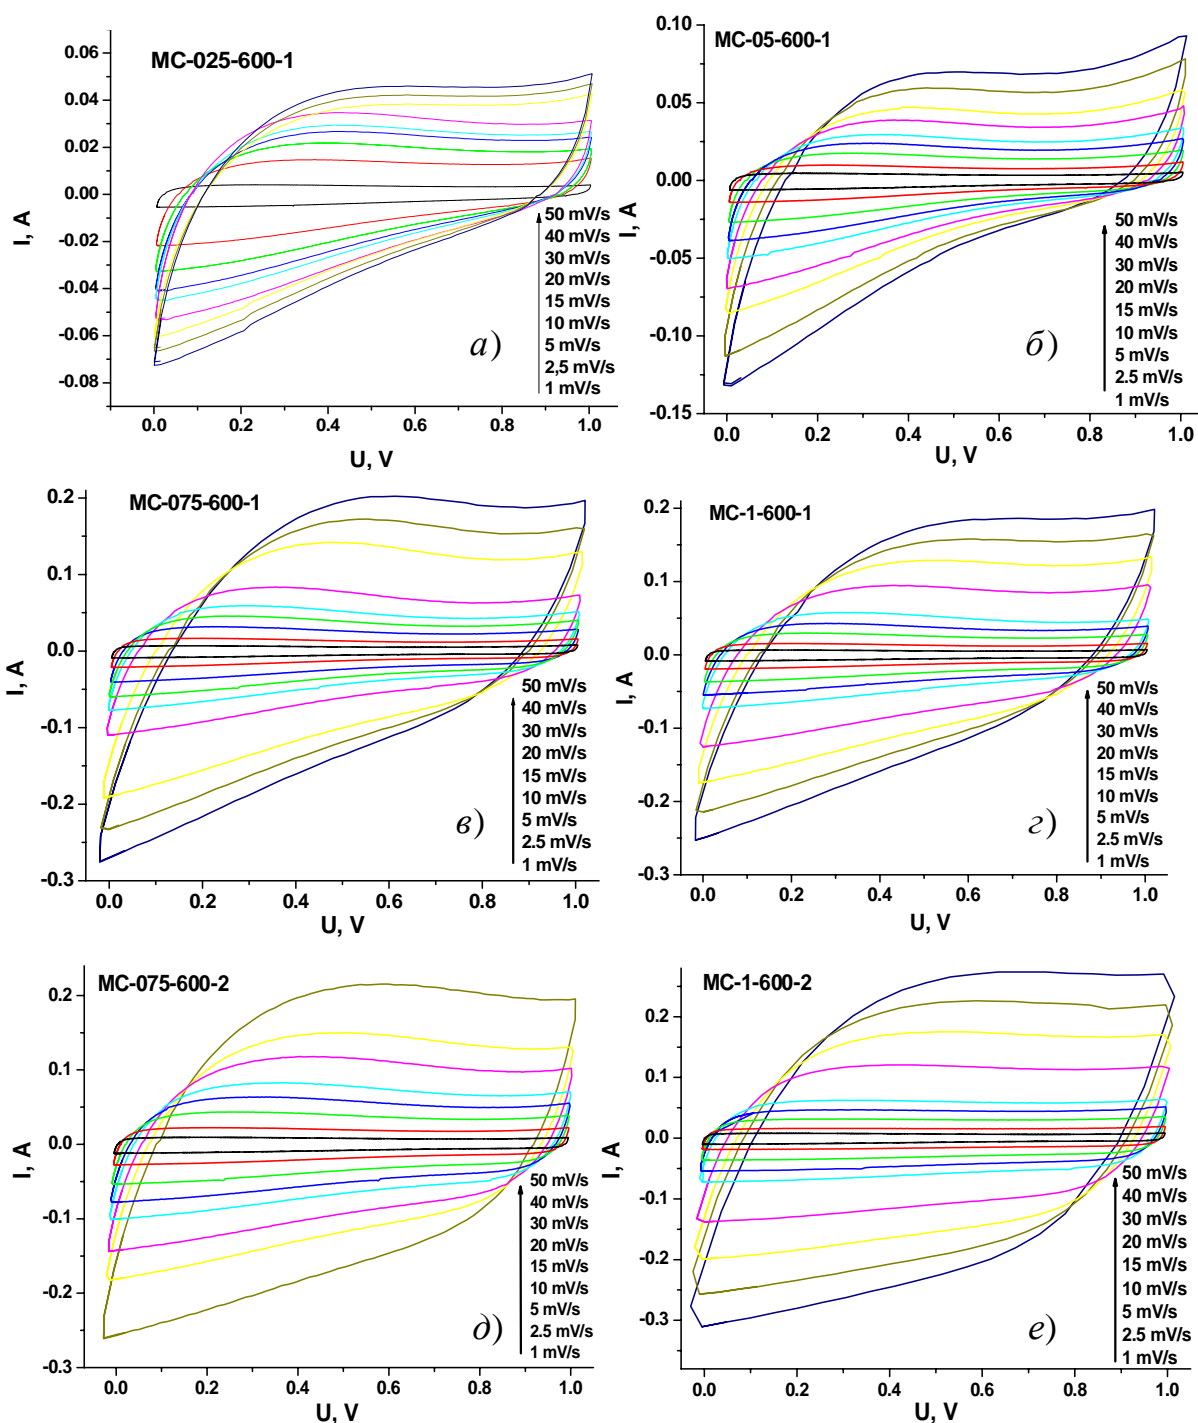 MC-025-600-1
0.06
0.04
0.02
0.00
-0.02
-0.04
-0.06
-0.08
I, A
50 mV/s
40 mV/s
30 mV/s
20 mV/s
15 mV/s
10 mV/s
5 mV/s
2,5 mV/s
1 mV/s
а)
0.0 0.2 0.4 0.6 0.8 1.0
U, V
MC-05-600-1
0.10
0.05
0.00
-0.05
-0.10
-0.15
I, A
50 mV/s
40 mV/s
30 mV/s
20 mV/s
15 mV/s
10 mV/s
5 mV/s
2.5 mV/s
1 mV/s
б)
0.0 0.2 0.4 0.6 0.8 1.0
U, V
MC-075-600-1
0.2
0.1
0.0
-0.1
-0.2
-0.3
I, A
50 mV/s
40 mV/s
30 mV/s
20 mV/s
15 mV/s
10 mV/s
5 mV/s
2.5 mV/s
1 mV/s
в)
0.0 0.2 0.4 0.6 0.8 1.0
U, V
MC-1-600-1
0.2
0.1
0.0
-0.1
-0.2
-0.3
I, A
50 mV/s
40 mV/s
30 mV/s
20 mV/s
15 mV/s
10 mV/s
5 mV/s
2.5 mV/s
1 mV/s
г)
0.0 0.2 0.4 0.6 0.8 1.0
U, V
MC-075-600-2
0.2
0.1
0.0
-0.1
-0.2
-0.3
I, A
50 mV/s
40 mV/s
30 mV/s
20 mV/s
15 mV/s
10 mV/s
5 mV/s
2.5 mV/s
1 mV/s
д)
0.0 0.2 0.4 0.6 0.8 1.0
U, V
MC-1-600-2
0.2
0.1
0.0
-0.1
-0.2
-0.3
I, A
50 mV/s
40 mV/s
30 mV/s
20 mV/s
15 mV/s
10 mV/s
5 mV/s
2.5 mV/s
1 mV/s
е)
0.0 0.2 0.4 0.6 0.8 1.0
U, V